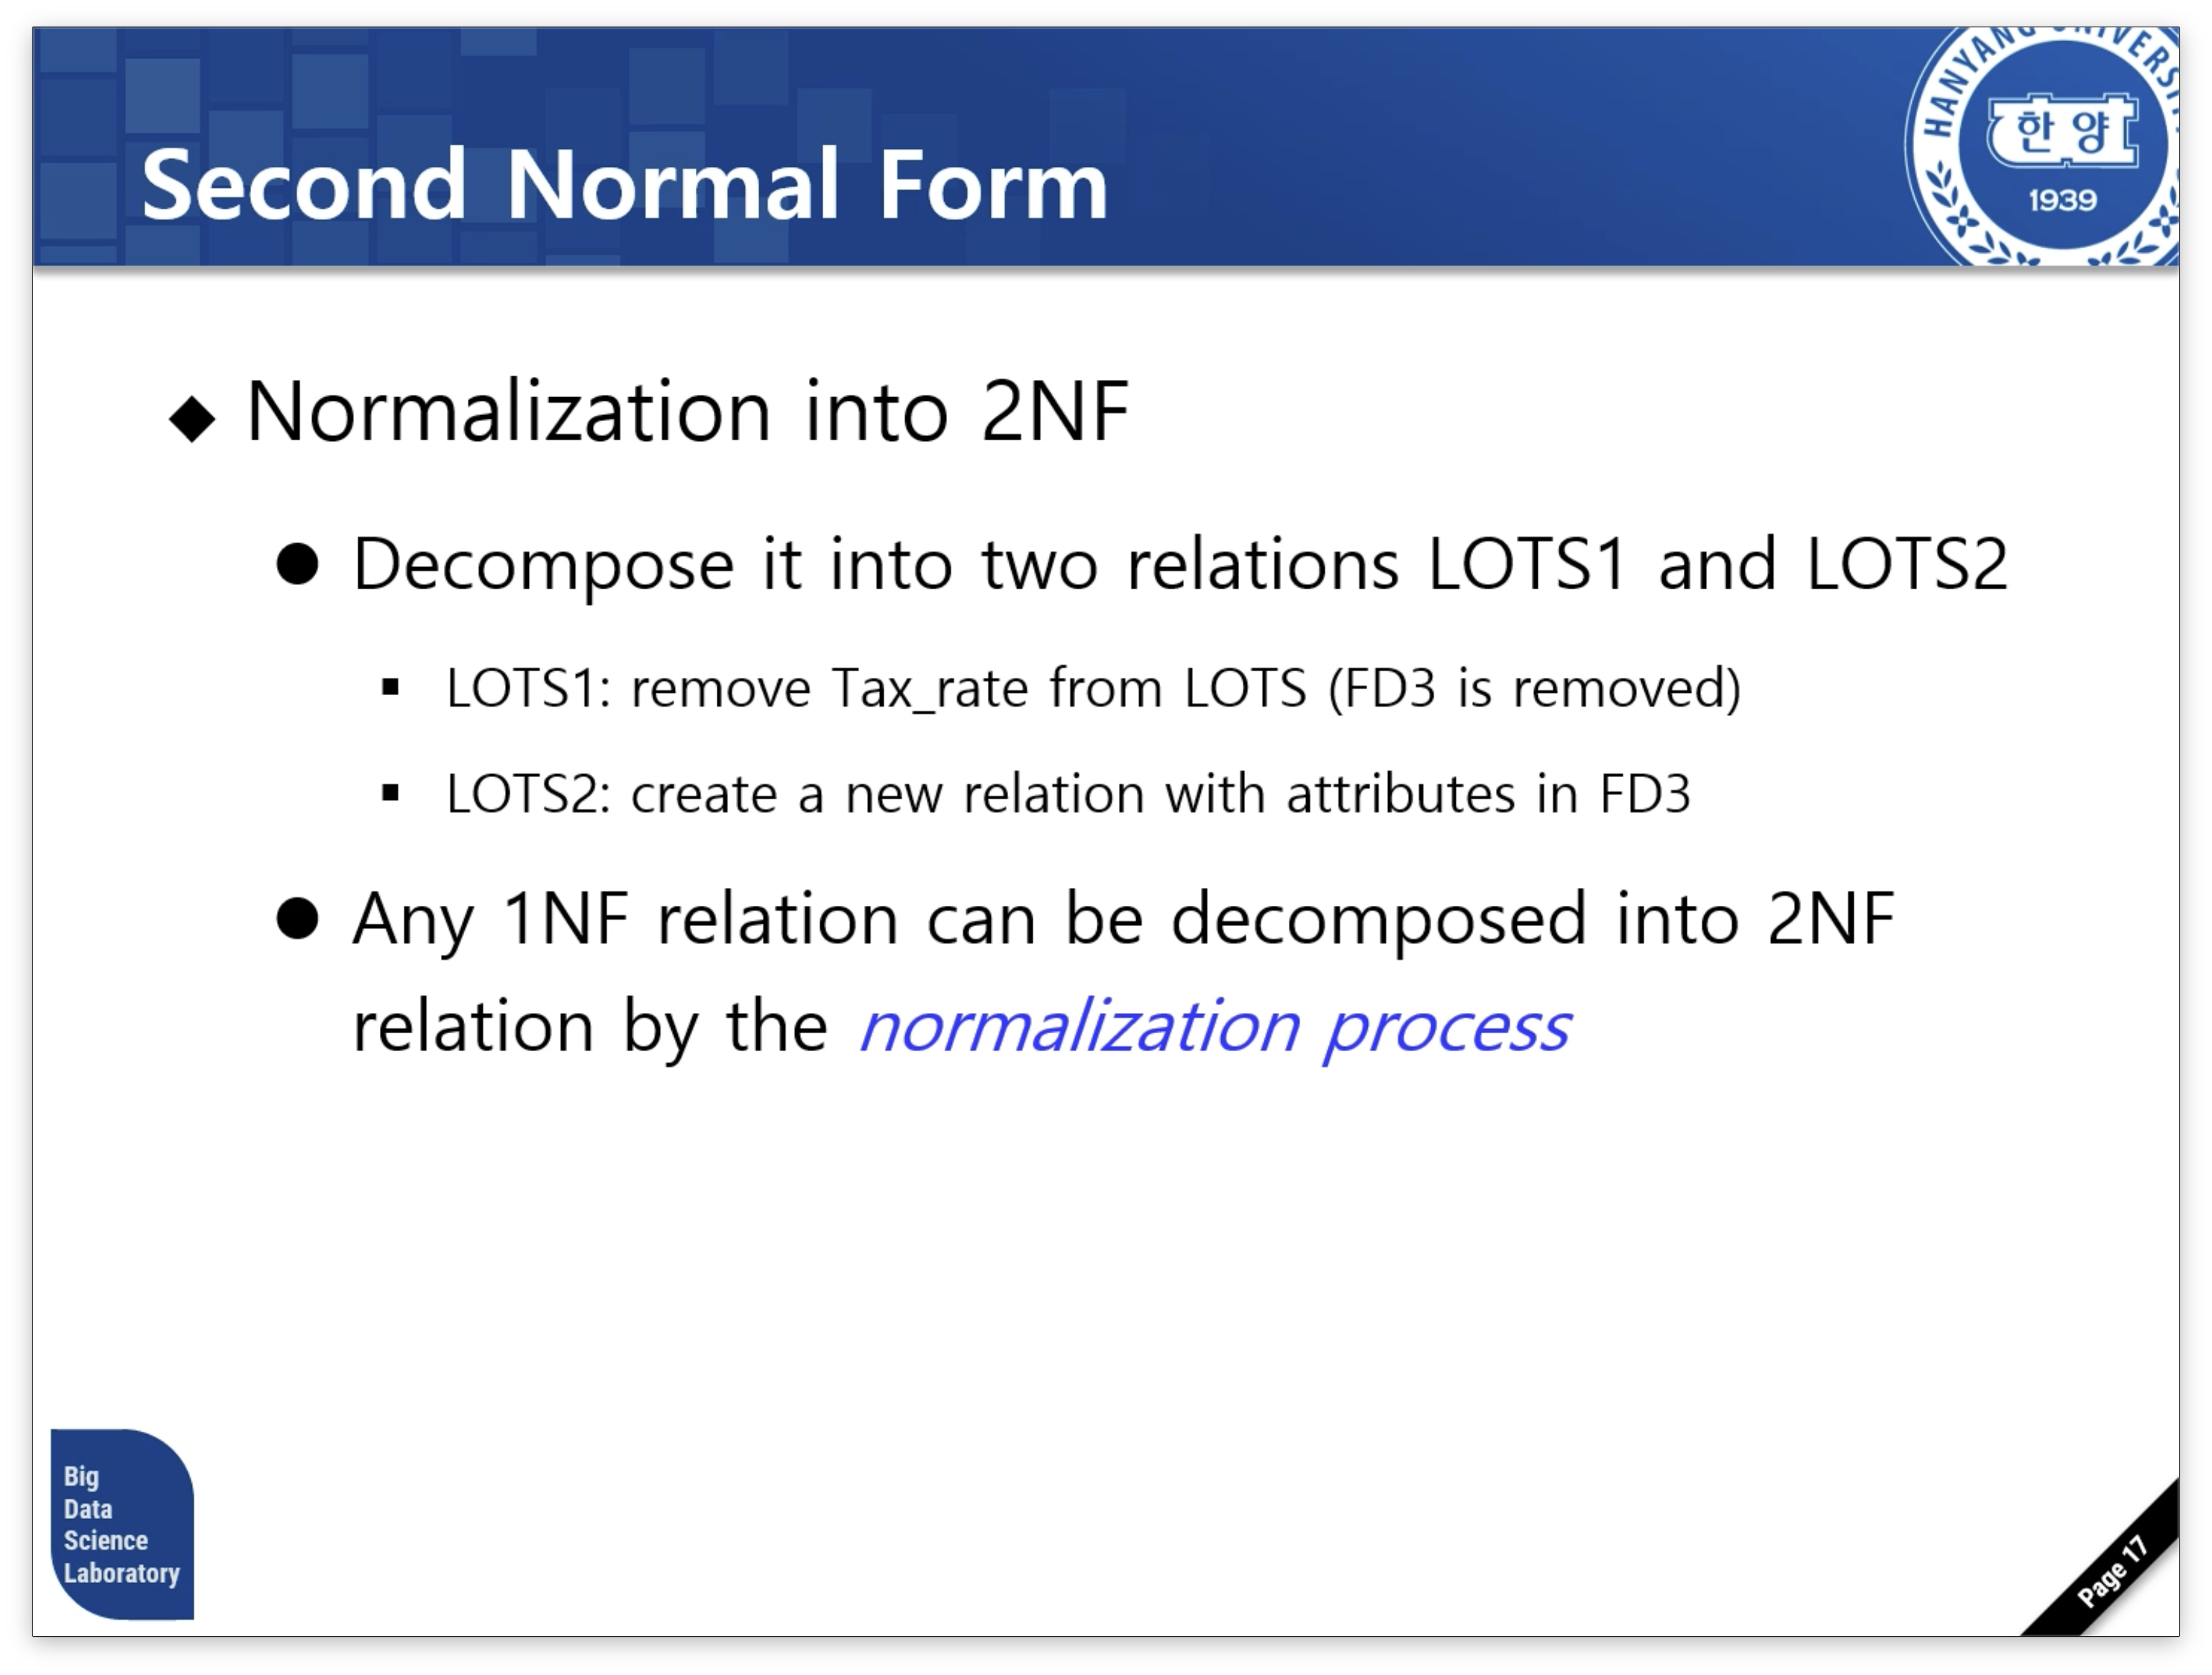 Second Normal Form
HANYANG UNIVERSI
한양
1939
◆ Normalization into 2NF
● Decompose it into two relations LOTS1 and LOTS2
▪ LOTS1: remove Tax_rate from LOTS (FD3 is removed)
▪ LOTS2: create a new relation with attributes in FD3
● Any 1NF relation can be decomposed into 2NF
relation by the normalization process
Big
Data
Science
Laboratory
Page 17